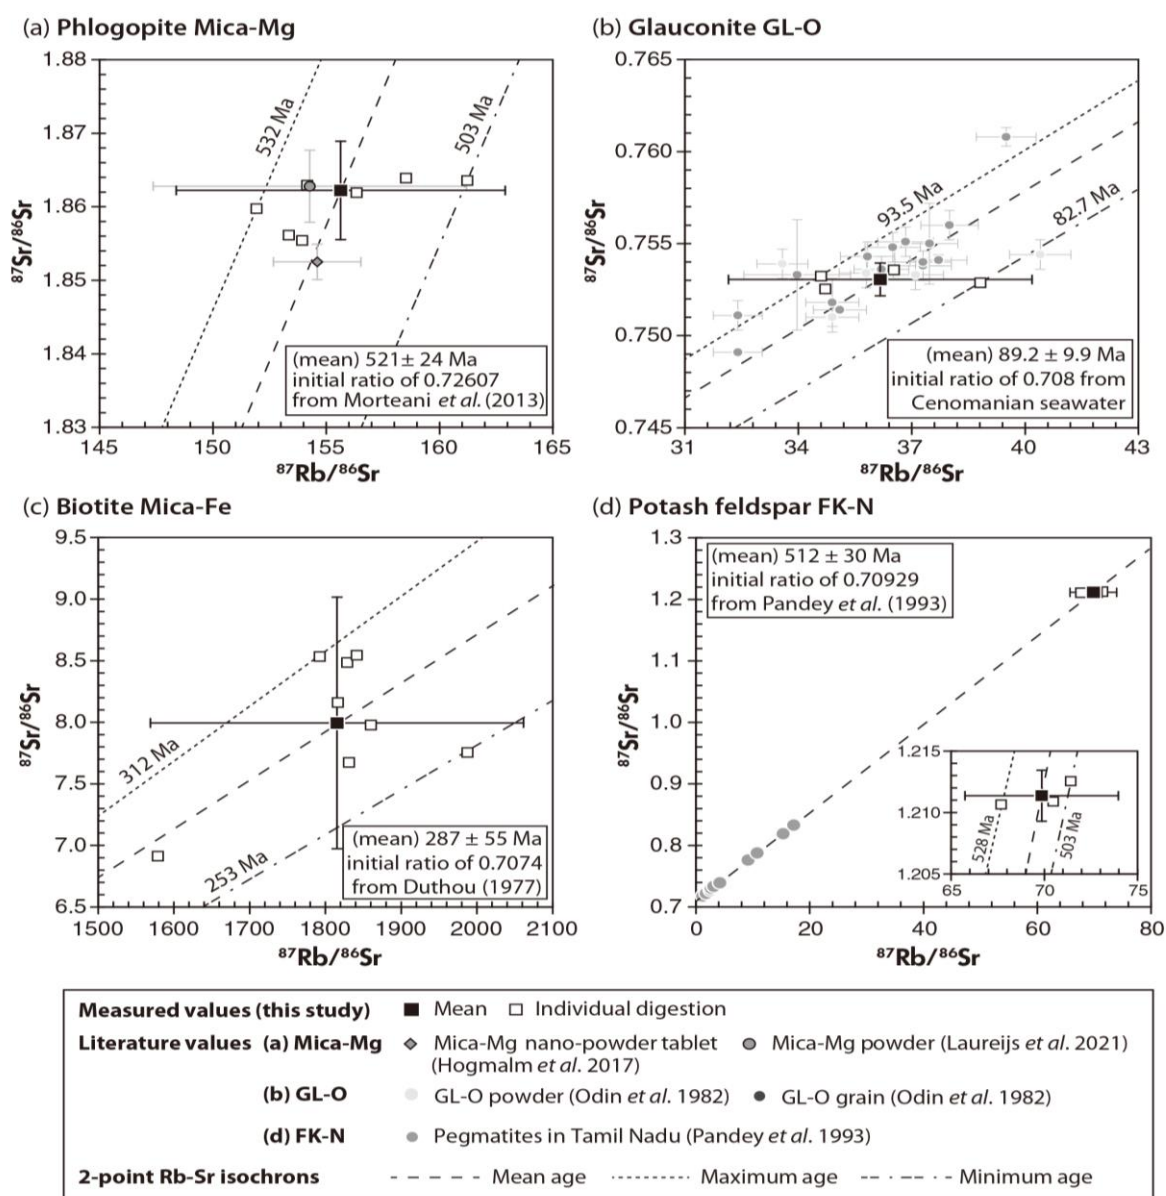 (a) Phlogopite Mica-Mg
1.88
1.87
1.86
1.85
1.84
1.83
⁸⁷Sr/⁸⁶Sr
532 Ma
503 Ma
(mean) 521± 24 Ma
initial ratio of 0.72607
from Morteani et al. (2013)
145 150 155 160 165
⁸⁷Rb/⁸⁶Sr
(b) Glauconite GL-O
0.765
0.760
0.755
0.750
0.745
⁸⁷Sr/⁸⁶Sr
93.5 Ma
82.7 Ma
(mean) 89.2 ± 9.9 Ma
initial ratio of 0.708 from
Cenomanian seawater
31 34 37 40 43
⁸⁷Rb/⁸⁶Sr
(c) Biotite Mica-Fe
9.5
9.0
8.5
8.0
7.5
7.0
6.5
⁸⁷Sr/⁸⁶Sr
312 Ma
253 Ma
(mean) 287 ± 55 Ma
initial ratio of 0.7074
from Duthou (1977)
1500 1600 1700 1800 1900 2000 2100
⁸⁷Rb/⁸⁶Sr
(d) Potash feldspar FK-N
1.3
1.2
1.1
1.0
0.9
0.8
0.7
⁸⁷Sr/⁸⁶Sr
(mean) 512 ± 30 Ma
initial ratio of 0.70929
from Pandey et al. (1993)
1.215
1.210
1.205
528 Ma
503 Ma
65 70 75
0 20 40 60 80
⁸⁷Rb/⁸⁶Sr
Measured values (this study) Mean Individual digestion
Literature values (a) Mica-Mg Mica-Mg nano-powder tablet Mica-Mg powder (Laureijs et al. 2021)
(Hogmalm et al. 2017)
(b) GL-O GL-O powder (Odin et al. 1982) GL-O grain (Odin et al. 1982)
(d) FK-N Pegmatites in Tamil Nadu (Pandey et al. 1993)
2-point Rb-Sr isochrons Mean age Maximum age Minimum age